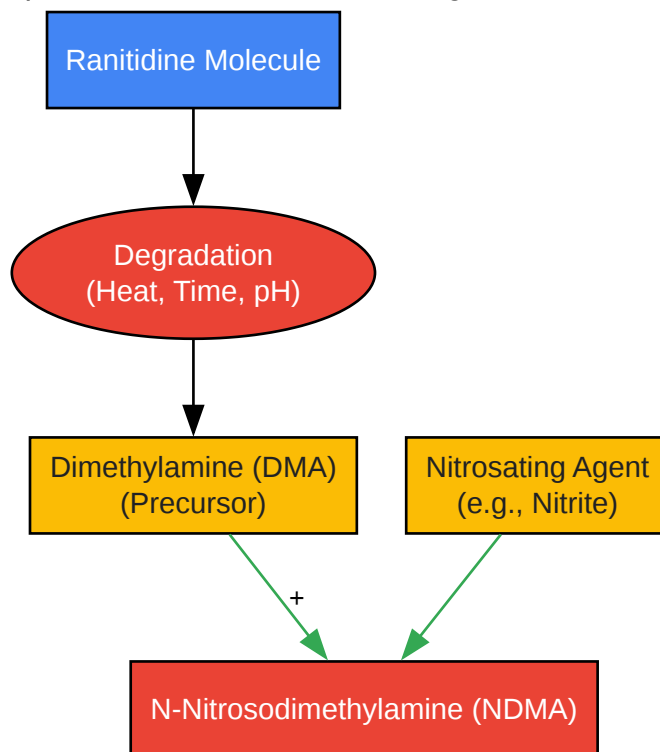 Ranitidine Molecule
Degradation
(Heat, Time, pH)
Dimethylamine (DMA)
(Precursor)
Nitrosating Agent
(e.g., Nitrite)
+
N-Nitrosodimethylamine (NDMA)